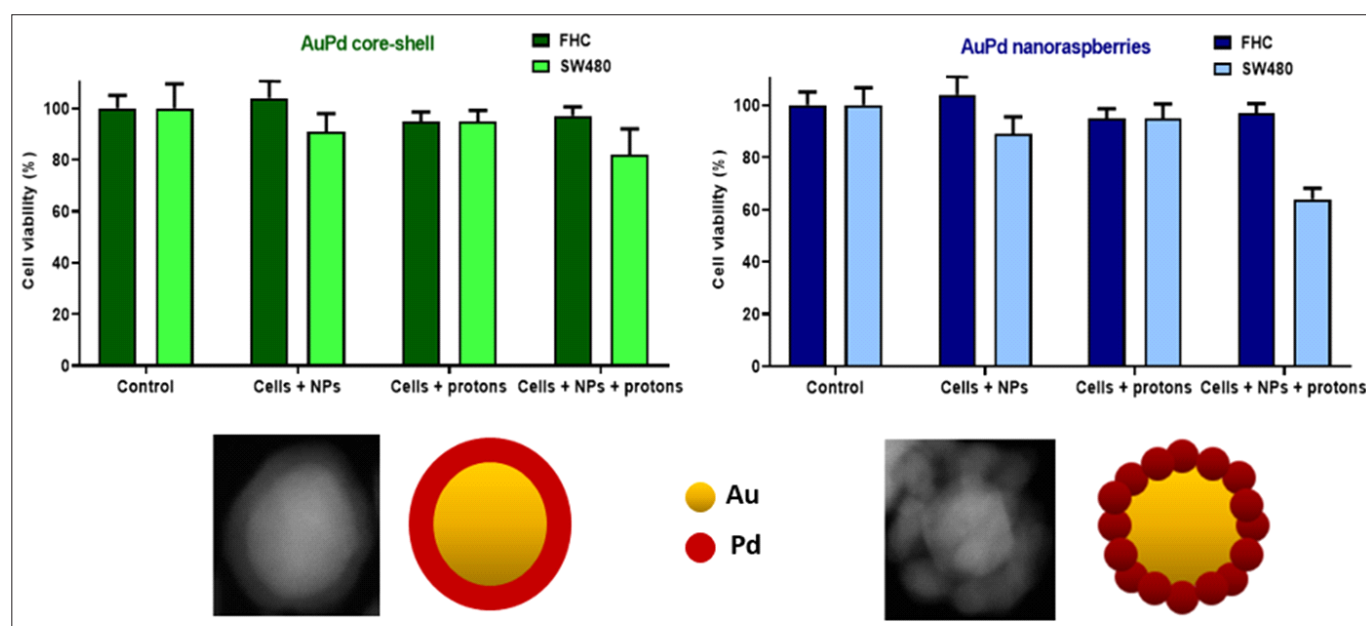 AuPd core-shell
FHC
SW480
Cell viability (%)
100
80
60
40
20
0
Control
Cells + NPs
Cells + protons
Cells + NPs + protons
AuPd nanoraspberries
FHC
SW480
Cell viability (%)
100
80
60
40
20
0
Control
Cells + NPs
Cells + protons
Cells + NPs + protons
Au
Pd